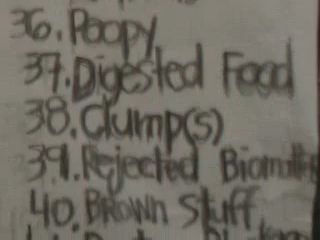 36. Poopy
37. Digested Food
38. Clump(s)
39. Rejected
40. Brown Stuff